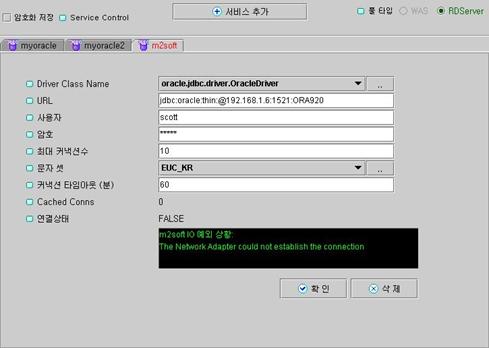 서비스 추가
암호화 저장 Service Control
풀 타입 WAS RDServer
myoracle myoracle2 m2soft
Driver Class Name oracle.jdbc.driver.OracleDriver ..
URL jdbc:oracle:thin:@192.168.1.6:1521:ORA920
사용자 scott
암호 *****
최대 커넥션수 10
문자 셋 EUC_KR ..
커넥션 타임아웃 (분) 60
Cached Conns 0
연결상태 FALSE
m2soft IO 예외 상황:
The Network Adapter could not establish the connection
확 인 삭 제